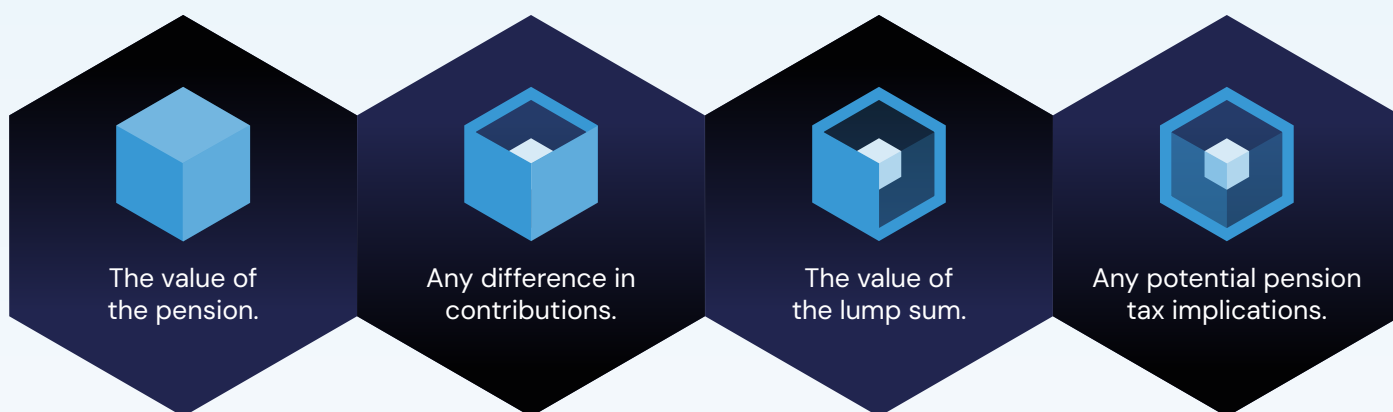 The value of
the pension.
Any difference in
contributions.
The value of
the lump sum.
Any potential pension
tax implications.